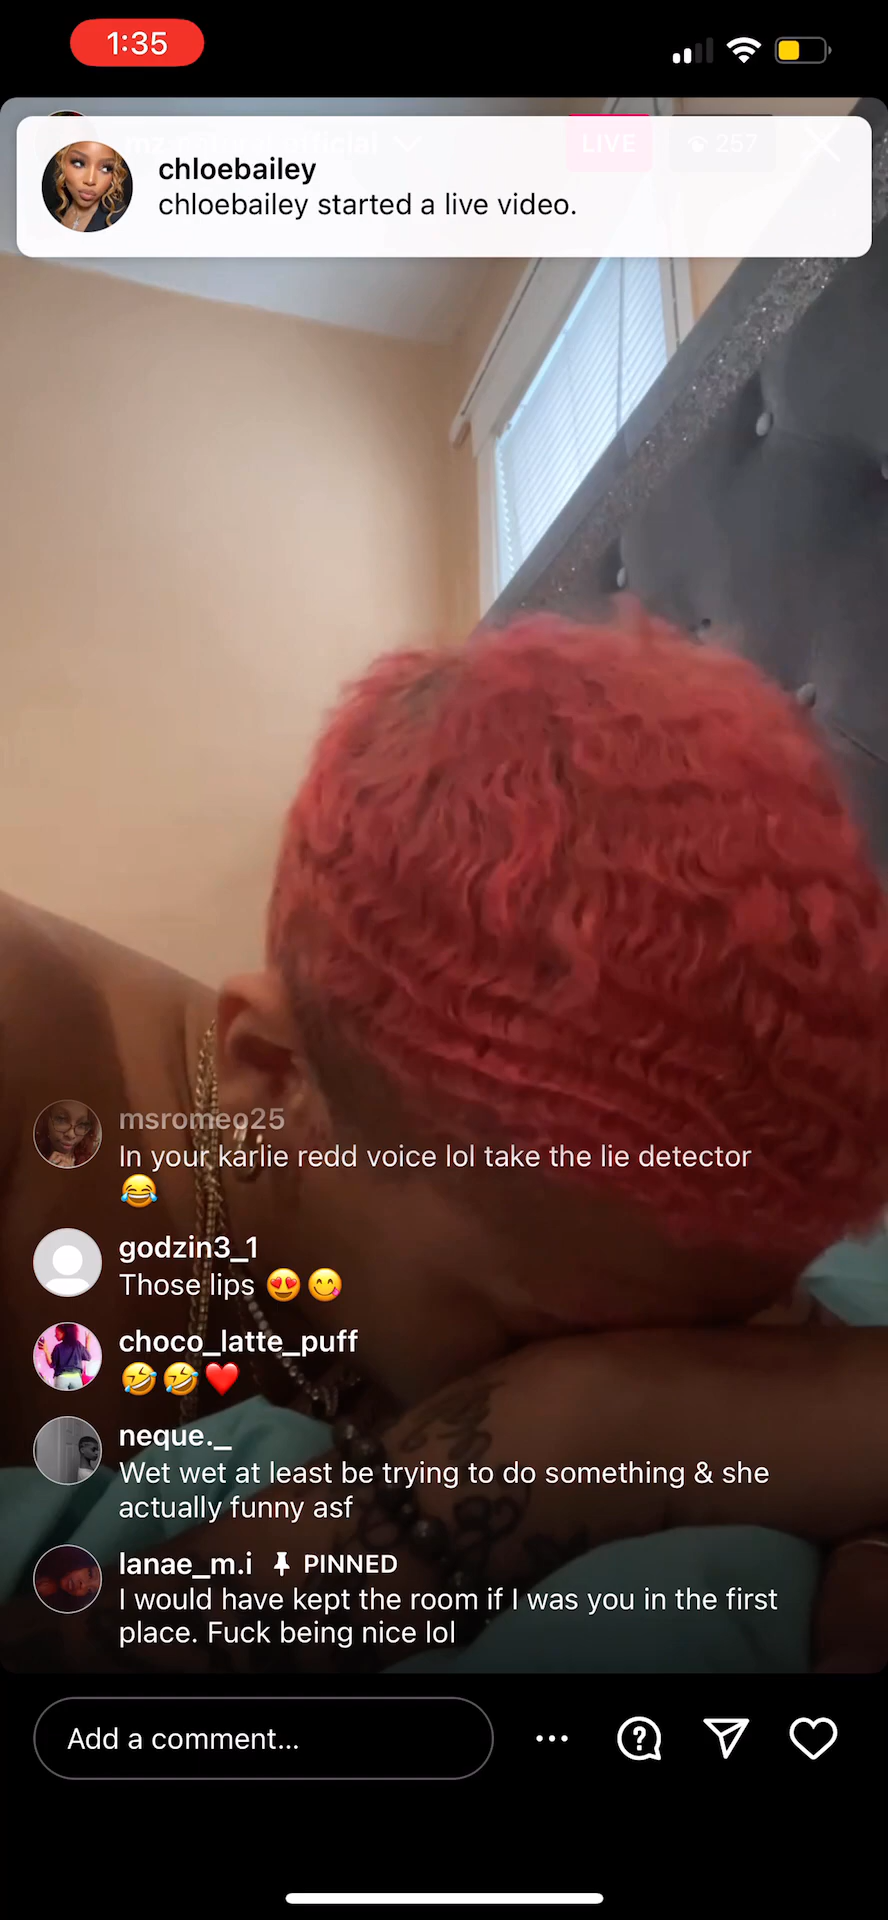 1:35
LIVE
257
chloebailey
chloebailey started a live video.
msromeo25
In your karlie redd voice lol take the lie detector
😂
godzin3_1
Those lips 😍😋
choco_latte_puff
🤣🤣❤️
neque._
Wet wet at least be trying to do something & she
actually funny asf
lanae_m.i PINNED
I would have kept the room if I was you in the first
place. Fuck being nice lol
Add a comment...